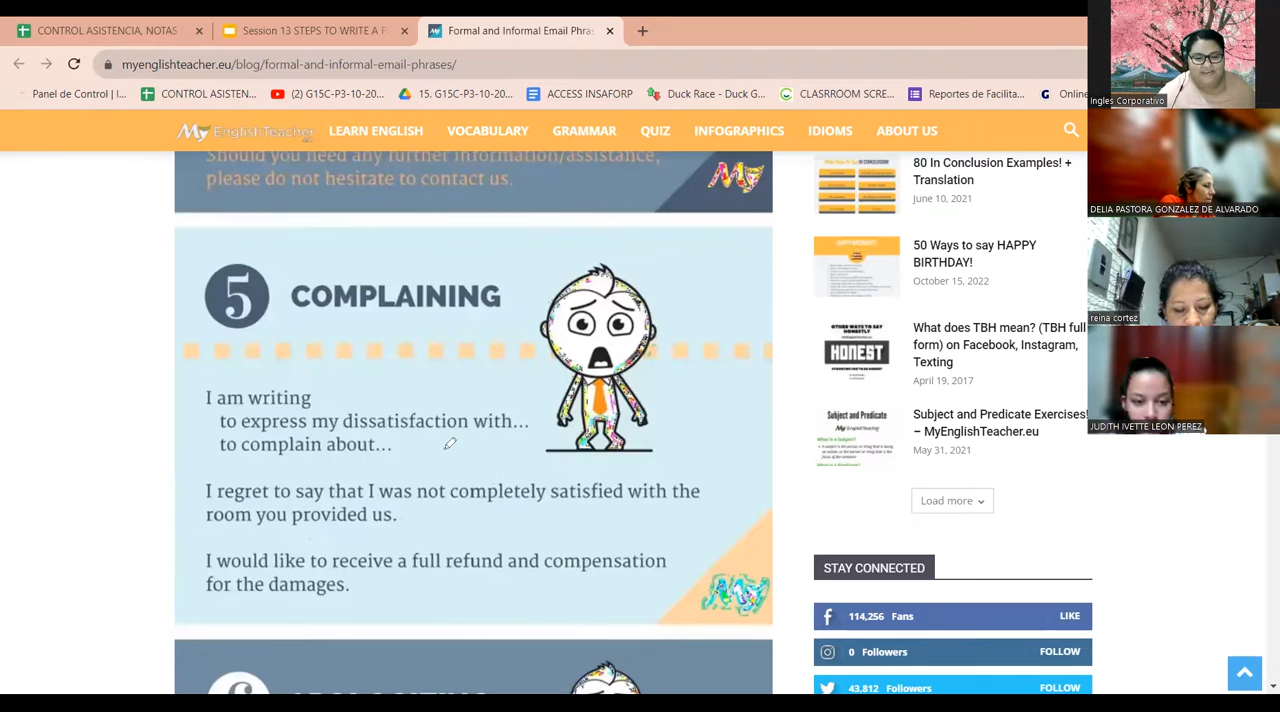 CONTROL ASISTENCIA, NOTAS
Session 13 STEPS TO WRITE A F
Formal and Informal Email Phra
myenglishteacher.eu/blog/formal-and-informal-email-phrases/
Panel de Control | I...
CONTROL ASISTEN...
(2) G15C-P3-10-20...
15. G15C-P3-10-20...
ACCESS INSAFORP
Duck Race - Duck G...
CLASRROOM SCRE...
Reportes de Facilita...
Online
My EnglishTeacher
LEARN ENGLISH
VOCABULARY
GRAMMAR
QUIZ
INFOGRAPHICS
IDIOMS
ABOUT US
Should you need any further information/assistance,
please do not hesitate to contact us.
My
5 COMPLAINING
I am writing
to express my dissatisfaction with...
to complain about...
I regret to say that I was not completely satisfied with the
room you provided us.
I would like to receive a full refund and compensation
for the damages.
My
80 In Conclusion Examples! +
Translation
June 10, 2021
50 Ways to say HAPPY
BIRTHDAY!
October 15, 2022
HONEST
What does TBH mean? (TBH full
form) on Facebook, Instagram,
Texting
April 19, 2017
Subject and Predicate
Subject and Predicate Exercises!
– MyEnglishTeacher.eu
May 31, 2021
Load more
STAY CONNECTED
114,256 Fans LIKE
0 Followers FOLLOW
43,812 Followers FOLLOW
Ingles Corporativo
DELIA PASTORA GONZALEZ DE ALVARADO
reina cortez
JUDITH IVETTE LEON PEREZ